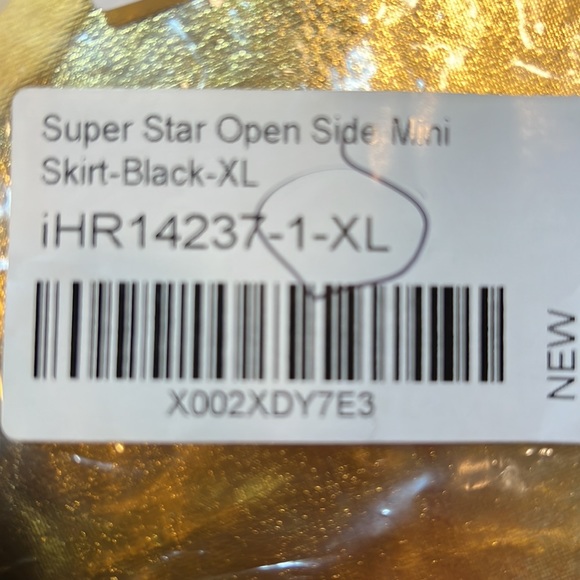 Super Star Open Side Mini
Skirt-Black-XL
iHR14237-1-XL
X002XDY7E3
NEW